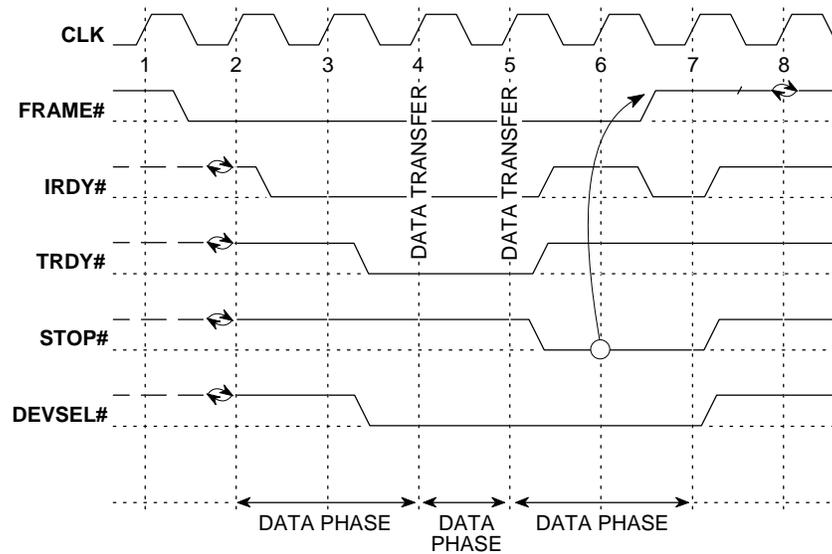 CLK
1 2 3 4 5 6 7 8
FRAME#
IRDY#
TRDY#
STOP#
DEVSEL#
DATA TRANSFER
DATA TRANSFER
DATA PHASE
DATA
PHASE
DATA PHASE